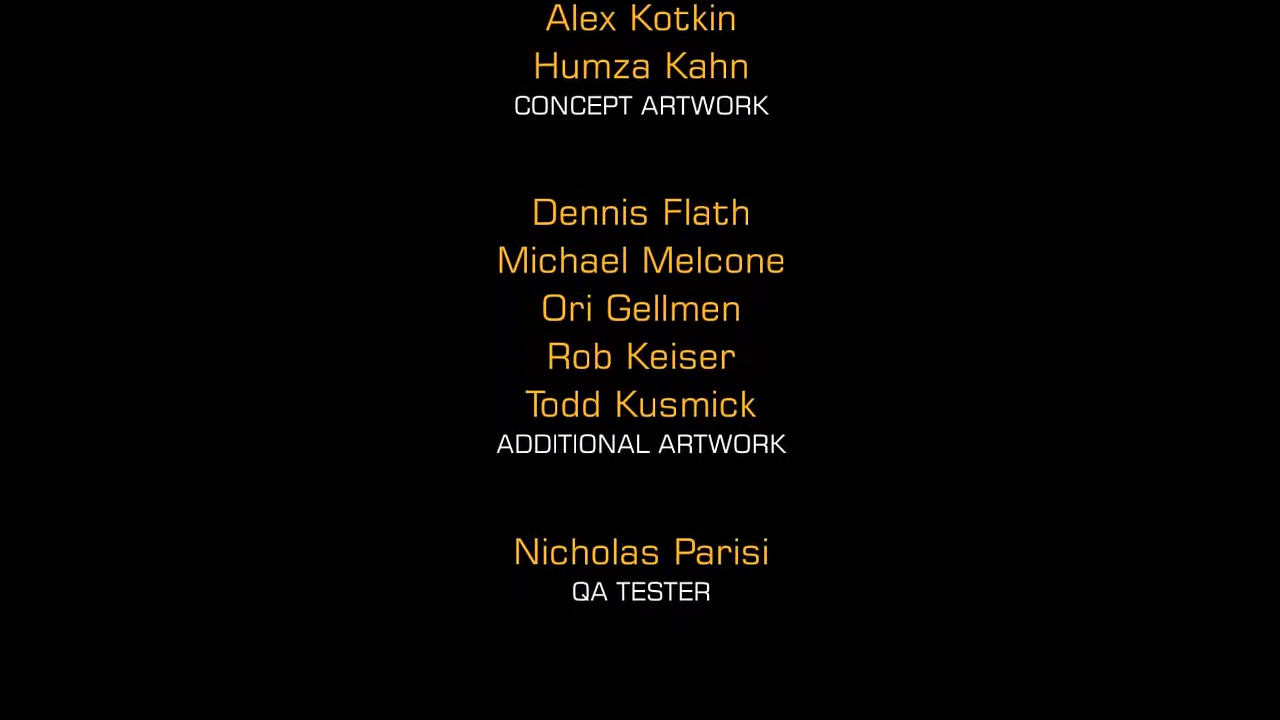 Alex Kotkin
Humza Kahn
CONCEPT ARTWORK
Dennis Flath
Michael Melcone
Ori Gellmen
Rob Keiser
Todd Kusmick
ADDITIONAL ARTWORK
Nicholas Parisi
QA TESTER